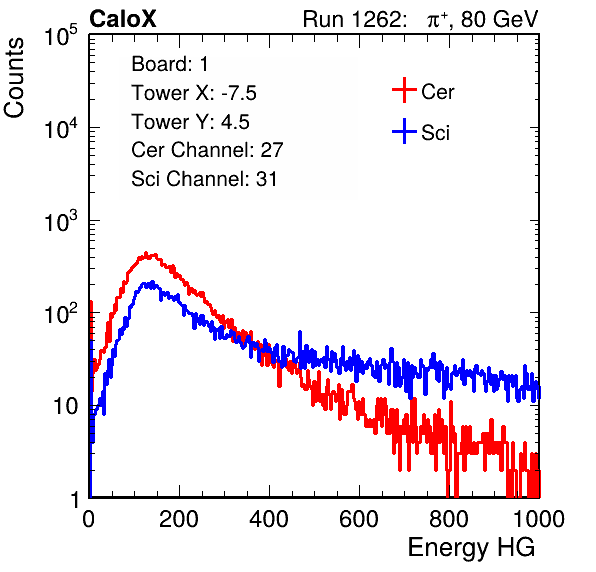 CaloX Run 1262: π⁺, 80 GeV
Board: 1
Tower X: -7.5
Tower Y: 4.5
Cer Channel: 27
Sci Channel: 31
Cer
Sci
Counts
10⁵
10⁴
10³
10²
10
1
0 200 400 600 800 1000
Energy HG